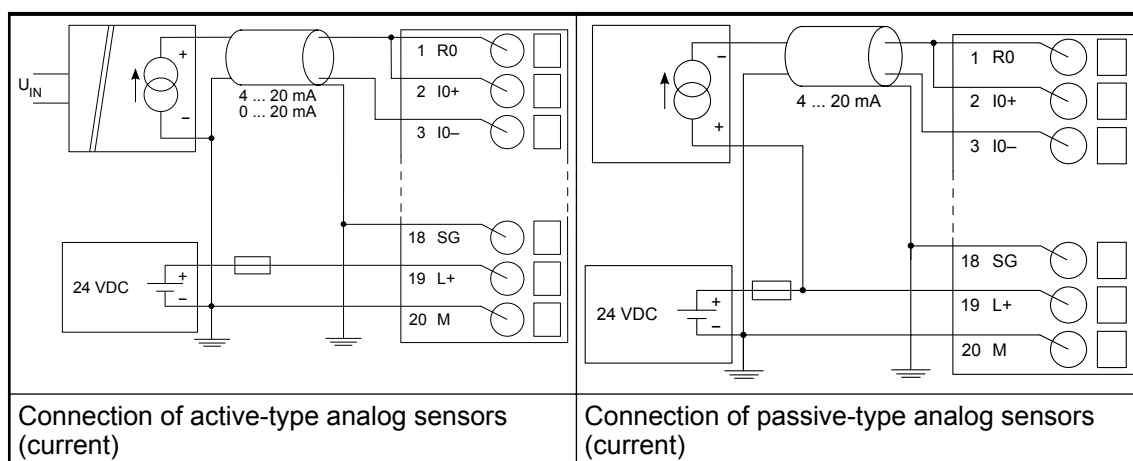 1 R0
+
U_IN
4 ... 20 mA
0 ... 20 mA
2 I0+
–
3 I0–
18 SG
+
24 VDC
19 L+
–
20 M
Connection of active-type analog sensors
(current)
–
1 R0
4 ... 20 mA
2 I0+
+
3 I0–
18 SG
+
24 VDC
19 L+
–
20 M
Connection of passive-type analog sensors
(current)